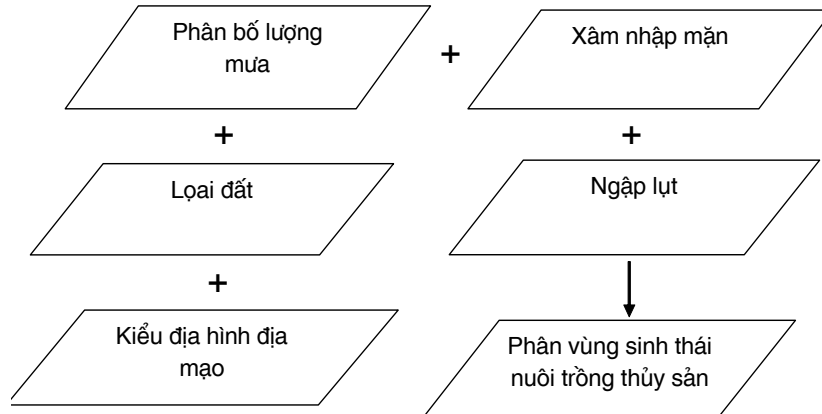 Phân bố lượng
mưa
+
Xâm nhập mặn
+
+
Lọai đất
Ngập lụt
+
Kiểu địa hình địa
mạo
Phân vùng sinh thái
nuôi trồng thủy sản